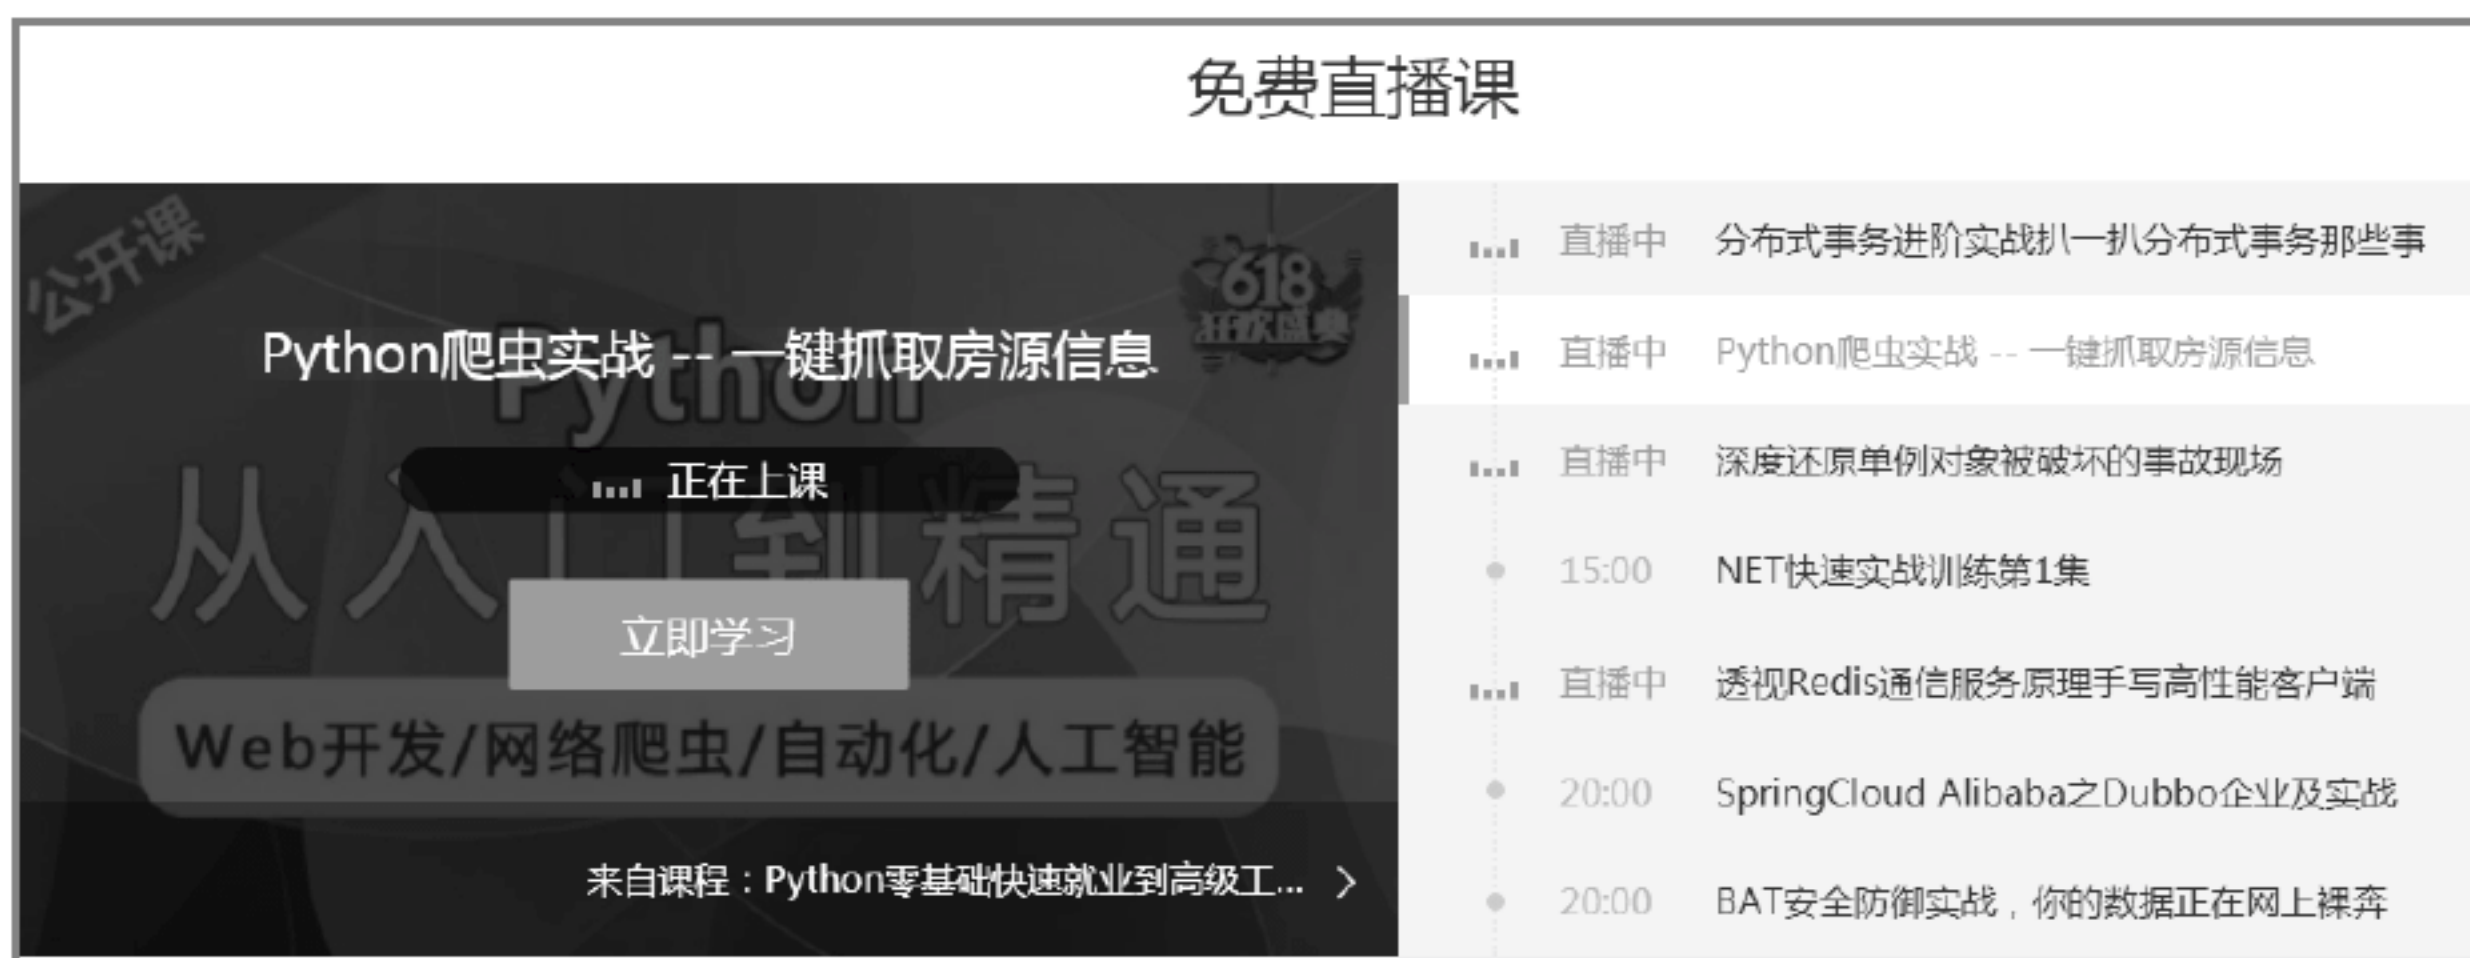 免费直播课
公开课
618
狂欢盛典
Python爬虫实战 -- 一键抓取房源信息
Python
正在上课
从入门到精通
立即学习
Web开发/网络爬虫/自动化/人工智能
来自课程：Python零基础快速就业到高级工...
直播中 分布式事务进阶实战扒一扒分布式事务那些事
直播中 Python爬虫实战 -- 一键抓取房源信息
直播中 深度还原单例对象被破坏的事故现场
15:00 NET快速实战训练第1集
直播中 透视Redis通信服务原理手写高性能客户端
20:00 SpringCloud Alibaba之Dubbo企业及实战
20:00 BAT安全防御实战，你的数据正在网上裸奔